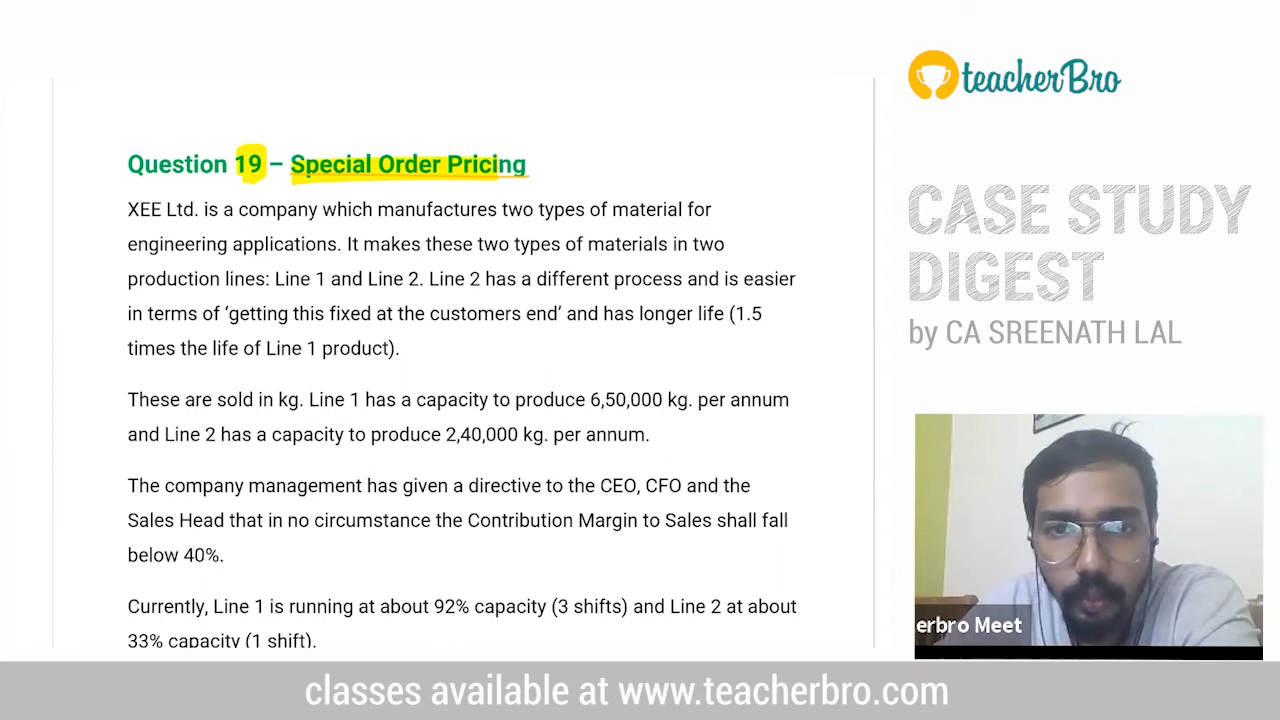 teacherBro
Question 19 – Special Order Pricing
XEE Ltd. is a company which manufactures two types of material for
engineering applications. It makes these two types of materials in two
production lines: Line 1 and Line 2. Line 2 has a different process and is easier
in terms of ‘getting this fixed at the customers end’ and has longer life (1.5
times the life of Line 1 product).
These are sold in kg. Line 1 has a capacity to produce 6,50,000 kg. per annum
and Line 2 has a capacity to produce 2,40,000 kg. per annum.
The company management has given a directive to the CEO, CFO and the
Sales Head that in no circumstance the Contribution Margin to Sales shall fall
below 40%.
Currently, Line 1 is running at about 92% capacity (3 shifts) and Line 2 at about
33% capacity (1 shift).
CASE STUDY
DIGEST
by CA SREENATH LAL
erbro Meet
classes available at www.teacherbro.com